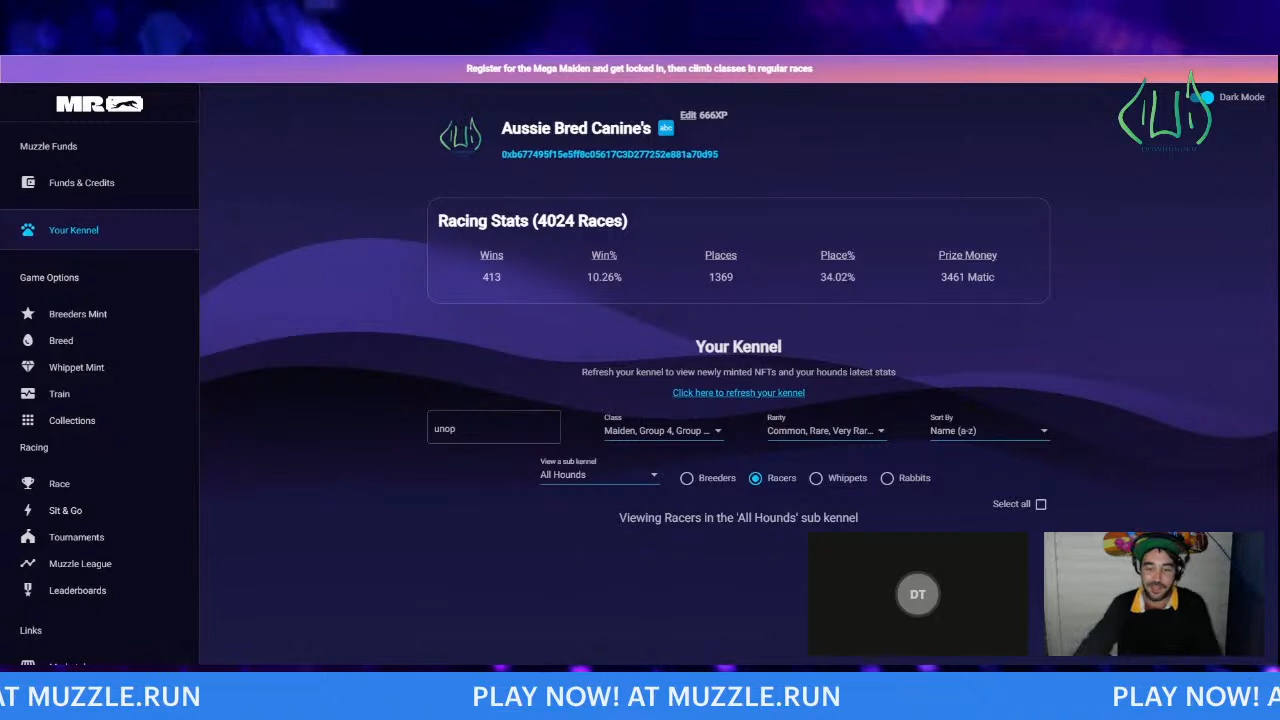 Register for the Mega Maiden and get locked in, then climb classes in regular races
MR
Dark Mode
Muzzle Funds
Funds & Credits
Your Kennel
Game Options
Breeders Mint
Breed
Whippet Mint
Train
Collections
Racing
Race
Sit & Go
Tournaments
Muzzle League
Leaderboards
Links
Edit 666XP
Aussie Bred Canine's abc
0xb677495f15e5ff8c05617C3D277252e881a70d95
Racing Stats (4024 Races)
Wins Win% Places Place% Prize Money
413 10.26% 1369 34.02% 3461 Matic
Your Kennel
Refresh your kennel to view newly minted NFTs and your hounds latest stats
Click here to refresh your kennel
Class Rarity Sort By
unop Maiden, Group 4, Group ... Common, Rare, Very Rar... Name (a-z)
View a sub kennel
All Hounds Breeders Racers Whippets Rabbits
Select all
Viewing Racers in the 'All Hounds' sub kennel
DT
AT MUZZLE.RUN PLAY NOW! AT MUZZLE.RUN PLAY NOW! A